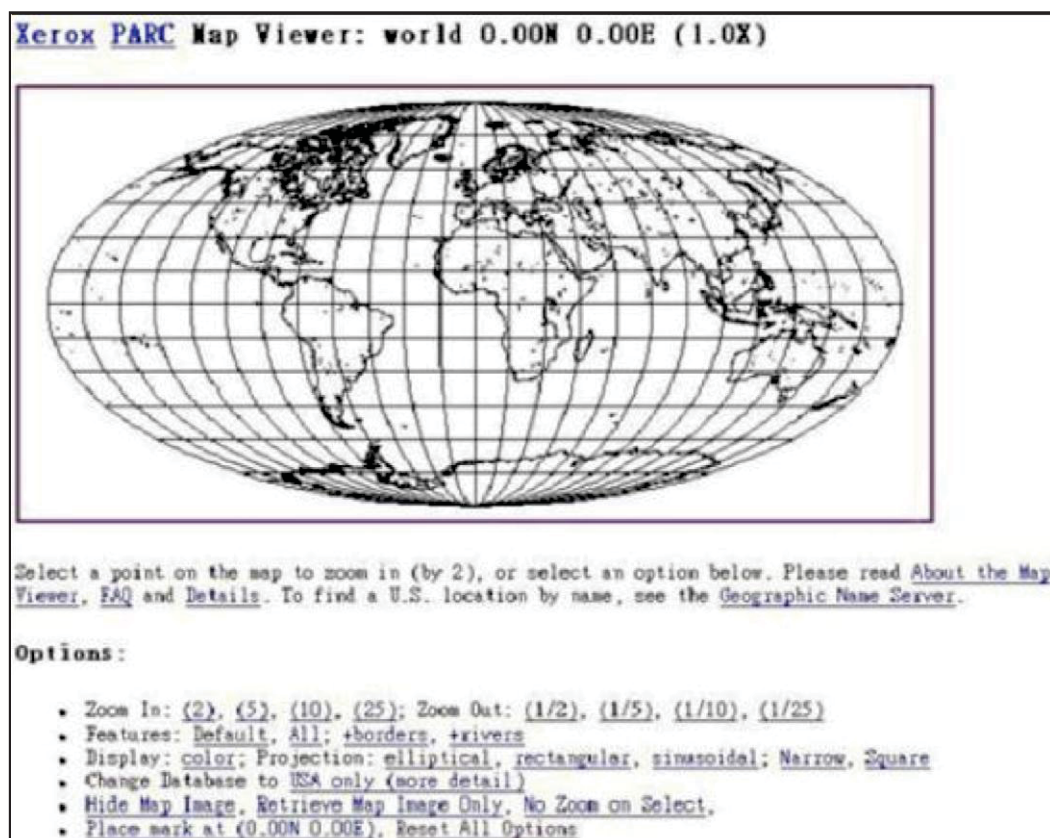 Xerox PARC Map Viewer: world 0.00N 0.00E (1.0X)
Select a point on the map to zoom in (by 2), or select an option below. Please read About the Map
Viewer, FAQ and Details. To find a U.S. location by name, see the Geographic Name Server.
Options:
• Zoom In: (2), (5), (10), (25); Zoom Out: (1/2), (1/5), (1/10), (1/25)
• Features: Default, All; +borders, +rivers
• Display: color; Projection: elliptical, rectangular, sinusoidal; Narrow, Square
• Change Database to USA only (more detail)
• Hide Map Image, Retrieve Map Image Only, No Zoom on Select,
• Place mark at (0.00N 0.00E), Reset All Options